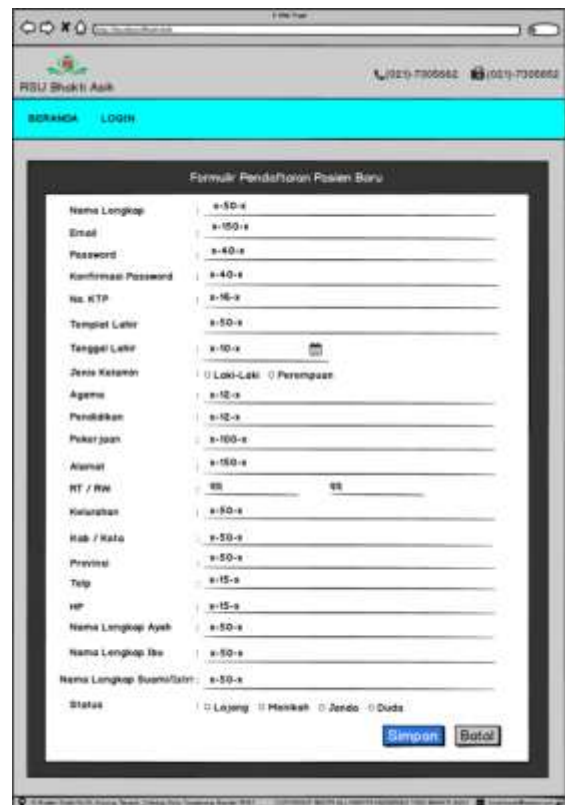 A Web Page
RSU Bhakti Asih
(021)-7305662 (021)-7305662
BERANDA LOGIN
Formulir Pendaftaran Pasien Baru
Nama Lengkap : x-50-x
Email : x-150-x
Password : x-40-x
Konfirmasi Password : x-40-x
No. KTP : x-16-x
Tempat Lahir : x-50-x
Tanggal Lahir : x-10-x
Jenis Kelamin : Laki-Laki Perempuan
Agama : x-12-x
Pendidikan : x-12-x
Pekerjaan : x-100-x
Alamat : x-150-x
RT / RW : 99 99
Kelurahan : x-50-x
Kab / Kota : x-50-x
Provinsi : x-50-x
Telp : x-15-x
HP : x-15-x
Nama Lengkap Ayah : x-50-x
Nama Lengkap Ibu : x-50-x
Nama Lengkap Suami/Istri : x-50-x
Status : Lajang Menikah Janda Duda
Simpan Batal